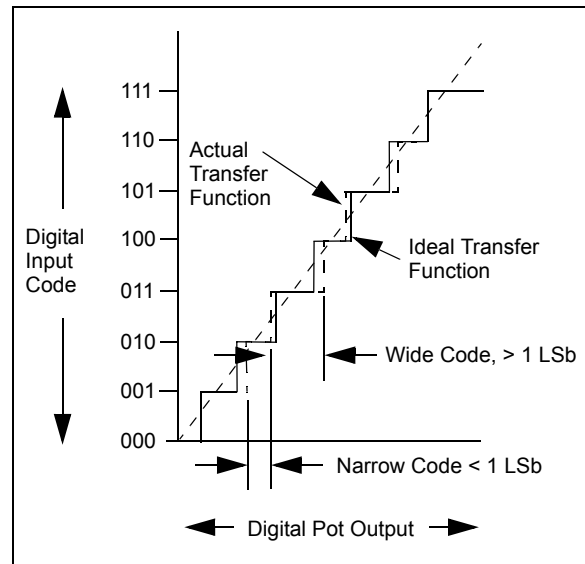 111
110
Actual
Transfer
Function
101
Digital
Input
Code
100
Ideal Transfer
Function
011
010
Wide Code, > 1 LSb
001
000
Narrow Code < 1 LSb
Digital Pot Output